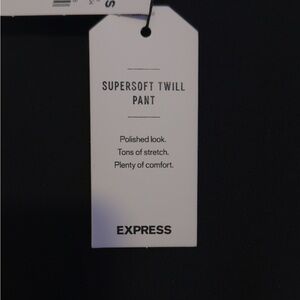 S
SUPERSOFT TWILL
PANT
Polished look.
Tons of stretch.
Plenty of comfort.
EXPRESS